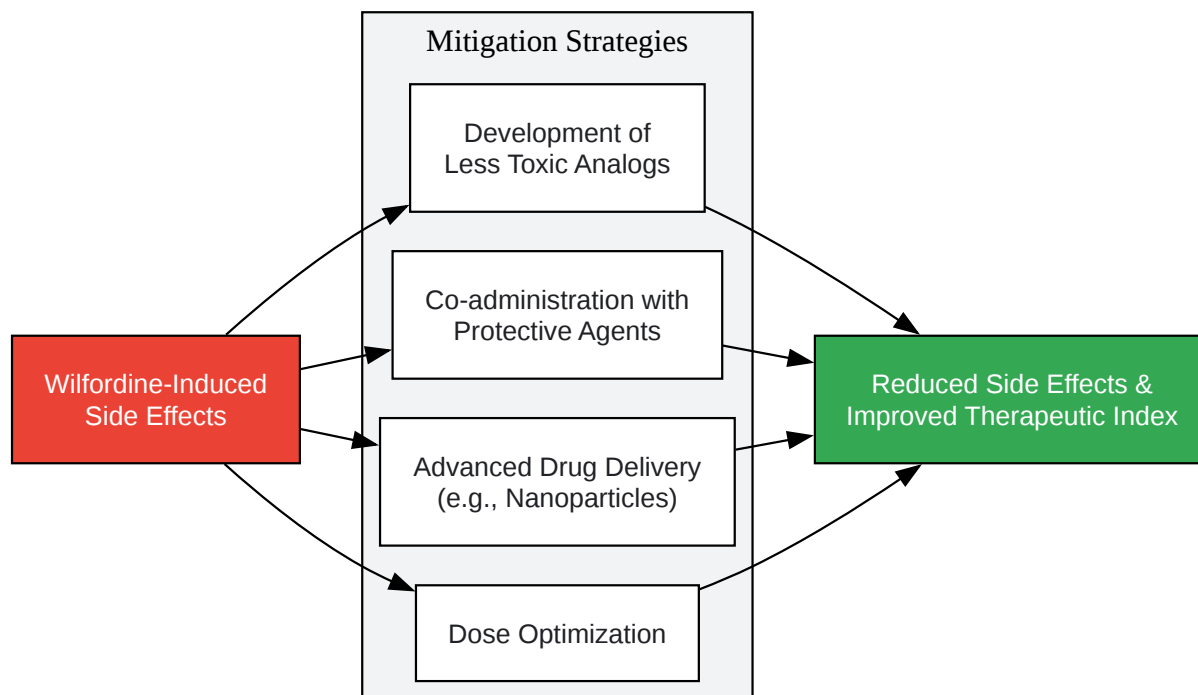 Mitigation Strategies
Development of
Less Toxic Analogs
Co-administration with
Protective Agents
Wilfordine-Induced
Side Effects
Reduced Side Effects &
Improved Therapeutic Index
Advanced Drug Delivery
(e.g., Nanoparticles)
Dose Optimization